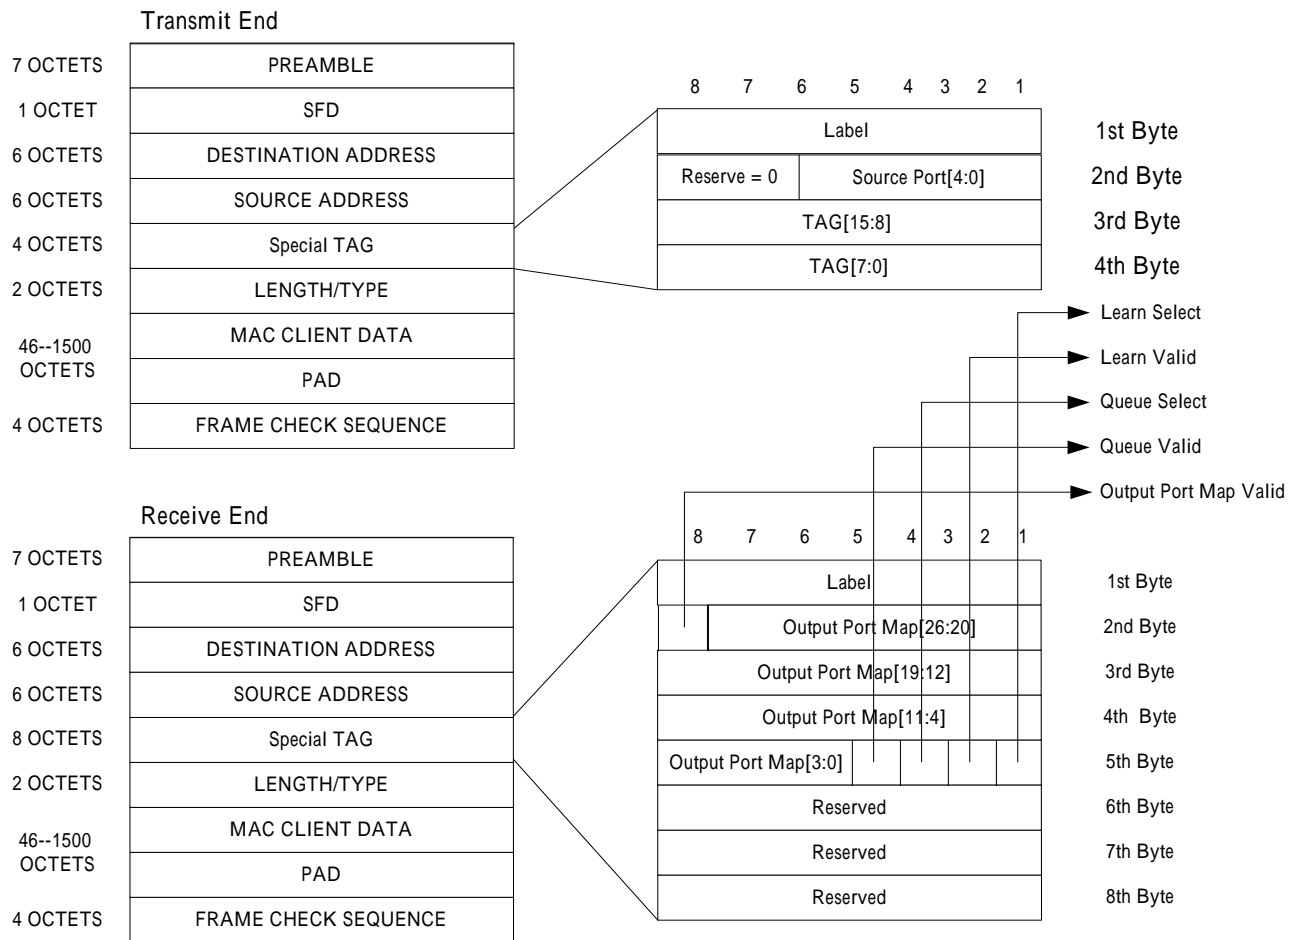 Transmit End
7 OCTETS PREAMBLE
1 OCTET SFD
6 OCTETS DESTINATION ADDRESS
6 OCTETS SOURCE ADDRESS
4 OCTETS Special TAG
2 OCTETS LENGTH/TYPE
46--1500
OCTETS
MAC CLIENT DATA
PAD
4 OCTETS FRAME CHECK SEQUENCE
8 7 6 5 4 3 2 1
Label 1st Byte
Reserve = 0 Source Port[4:0] 2nd Byte
TAG[15:8] 3rd Byte
TAG[7:0] 4th Byte
Learn Select
Learn Valid
Queue Select
Queue Valid
Output Port Map Valid
Receive End
7 OCTETS PREAMBLE
1 OCTET SFD
6 OCTETS DESTINATION ADDRESS
6 OCTETS SOURCE ADDRESS
8 OCTETS Special TAG
2 OCTETS LENGTH/TYPE
46--1500
OCTETS
MAC CLIENT DATA
PAD
4 OCTETS FRAME CHECK SEQUENCE
8 7 6 5 4 3 2 1
Label 1st Byte
Output Port Map[26:20] 2nd Byte
Output Port Map[19:12] 3rd Byte
Output Port Map[11:4] 4th Byte
Output Port Map[3:0] 5th Byte
Reserved 6th Byte
Reserved 7th Byte
Reserved 8th Byte